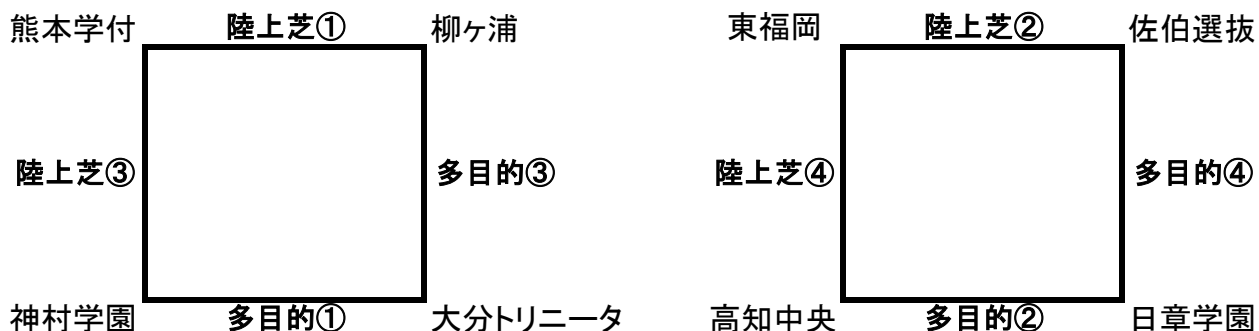 熊本学付 陸上芝① 柳ヶ浦 東福岡 陸上芝② 佐伯選抜
陸上芝③ 多目的③ 陸上芝④ 多目的④
神村学園 多目的① 大分トリニータ 高知中央 多目的② 日章学園